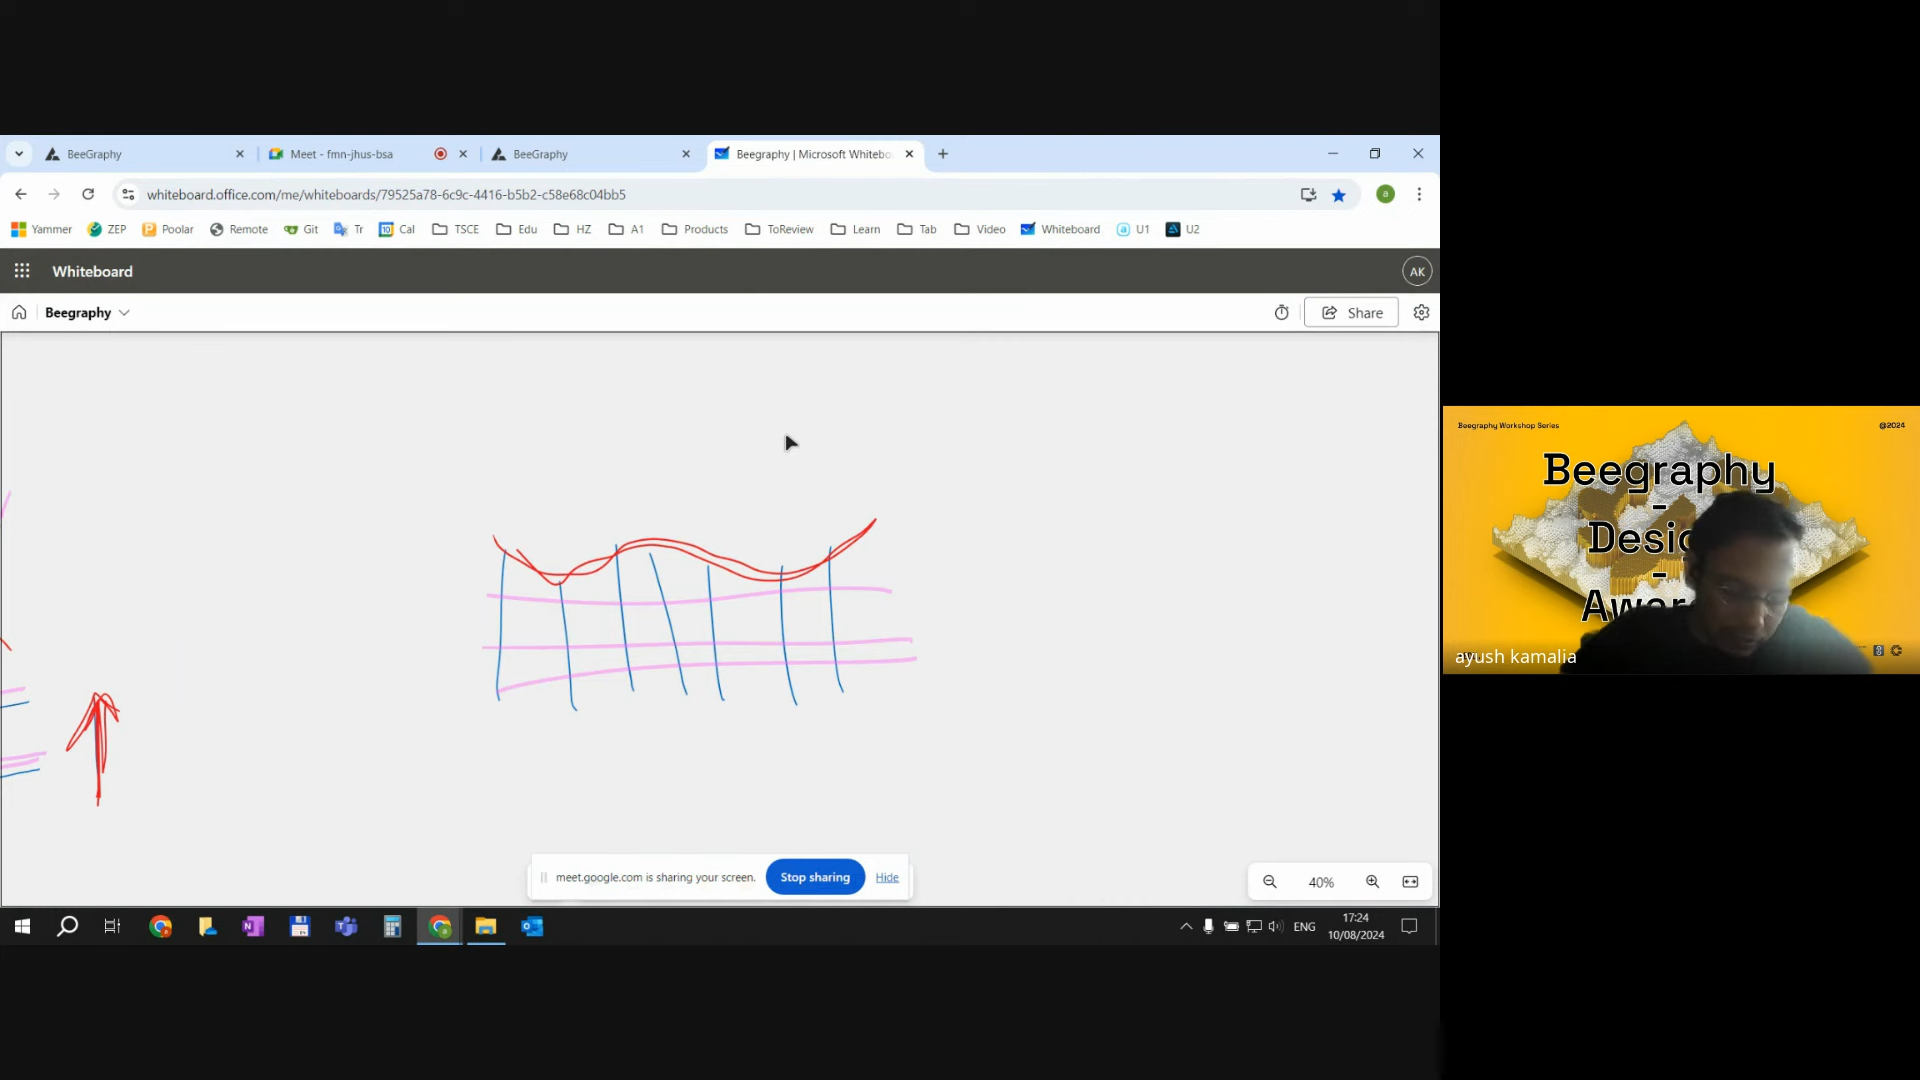 BeeGraphy
Meet - fmn-jhus-bsa
BeeGraphy
Beegraphy | Microsoft Whitebo
whiteboard.office.com/me/whiteboards/79525a78-6c9c-4416-b5b2-c58e68c04bb5
a
Yammer
ZEP
Poolar
Remote
Git
Tr
Cal
TSCE
Edu
HZ
A1
Products
ToReview
Learn
Tab
Video
Whiteboard
U1
U2
Whiteboard
AK
Beegraphy
Share
Beegraphy Workshop Series
@2024
Beegraphy
-
Desi
-
Awar
ayush kamalia
meet.google.com is sharing your screen.
Stop sharing
Hide
40%
ENG
17:24
10/08/2024